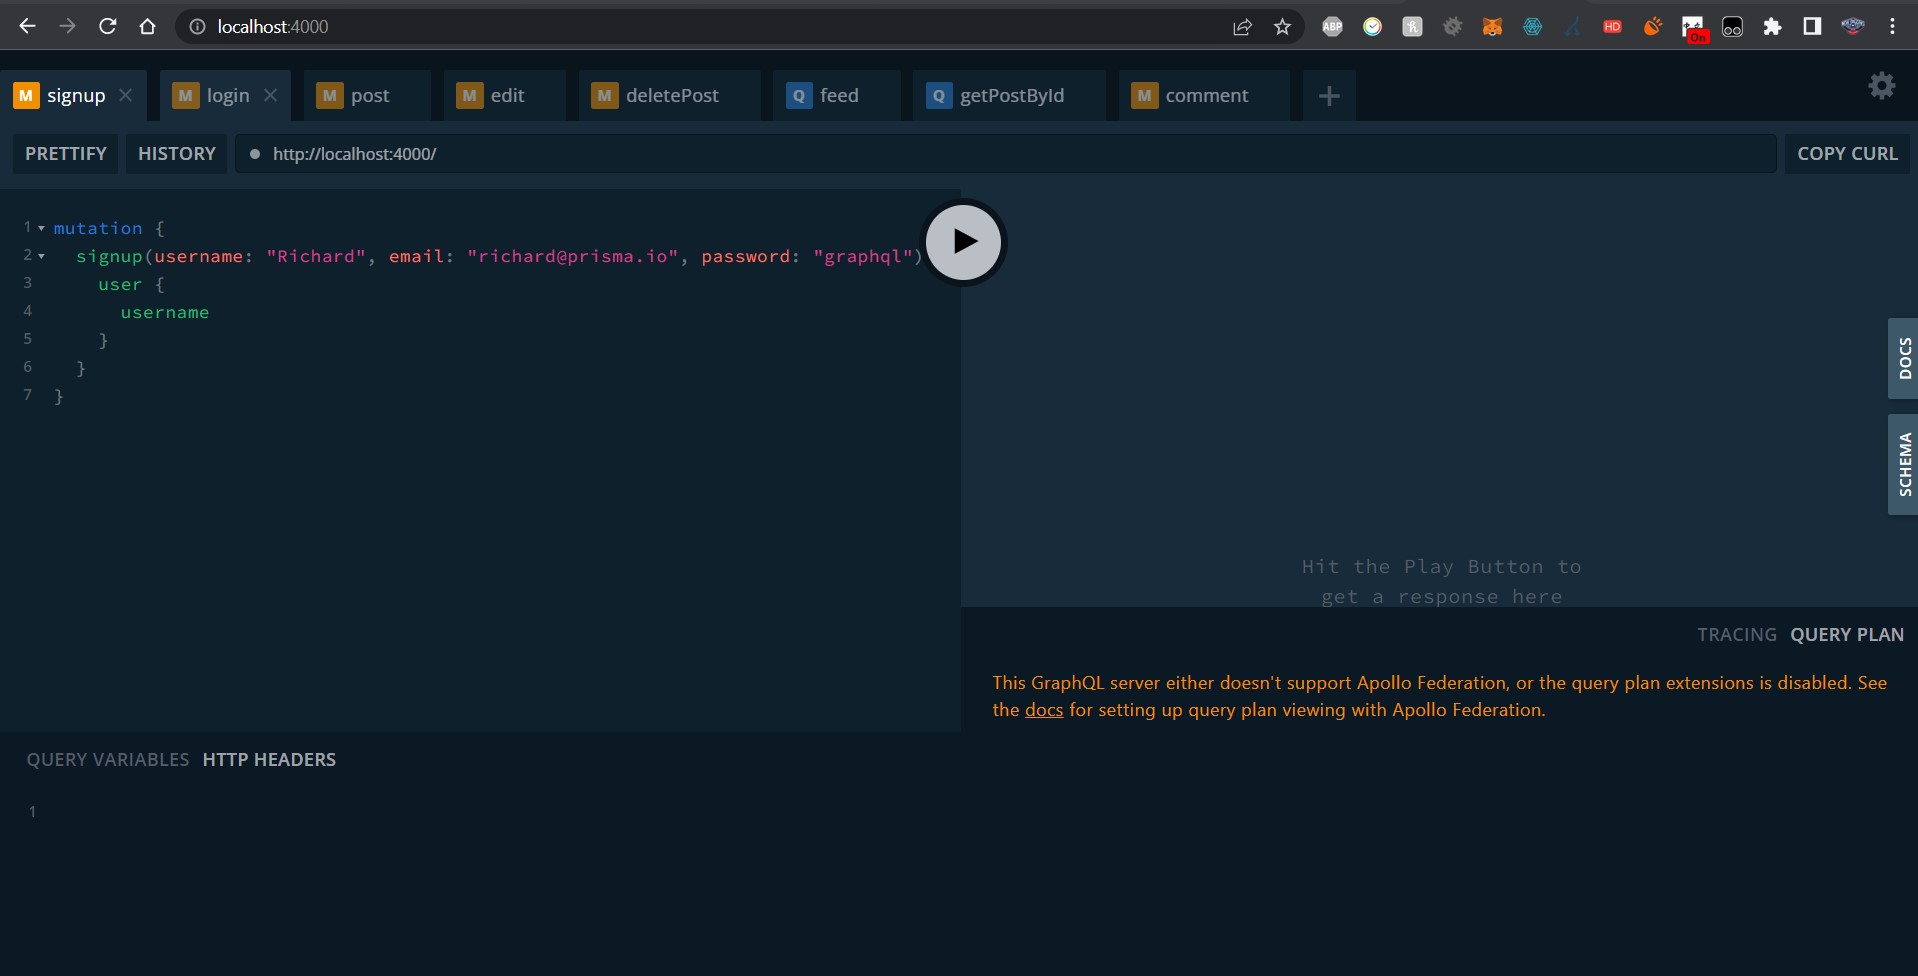 localhost:4000
ABP
HD
On
M signup
M login
M post
M edit
M deletePost
Q feed
Q getPostById
M comment
PRETTIFY
HISTORY
http://localhost:4000/
COPY CURL
1 mutation {
2 signup(username: "Richard", email: "richard@prisma.io", password: "graphql")
3 user {
4 username
5 }
6 }
7 }
Hit the Play Button to
get a response here
DOCS
SCHEMA
TRACING QUERY PLAN
This GraphQL server either doesn't support Apollo Federation, or the query plan extensions is disabled. See
the docs for setting up query plan viewing with Apollo Federation.
QUERY VARIABLES HTTP HEADERS
1